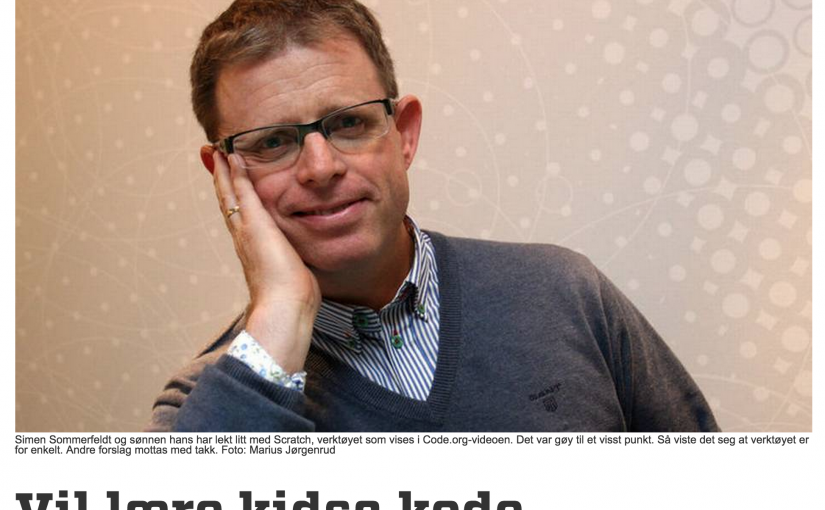 GANT
Simen Sommerfeldt og sønnen hans har lekt litt med Scratch, verktøyet som vises i Code.org-videoen. Det var gøy til et visst punkt. Så viste det seg at verktøyet er
for enkelt. Andre forslag mottas med takk. Foto: Marius Jørgenrud
Vil lære kidsa kode